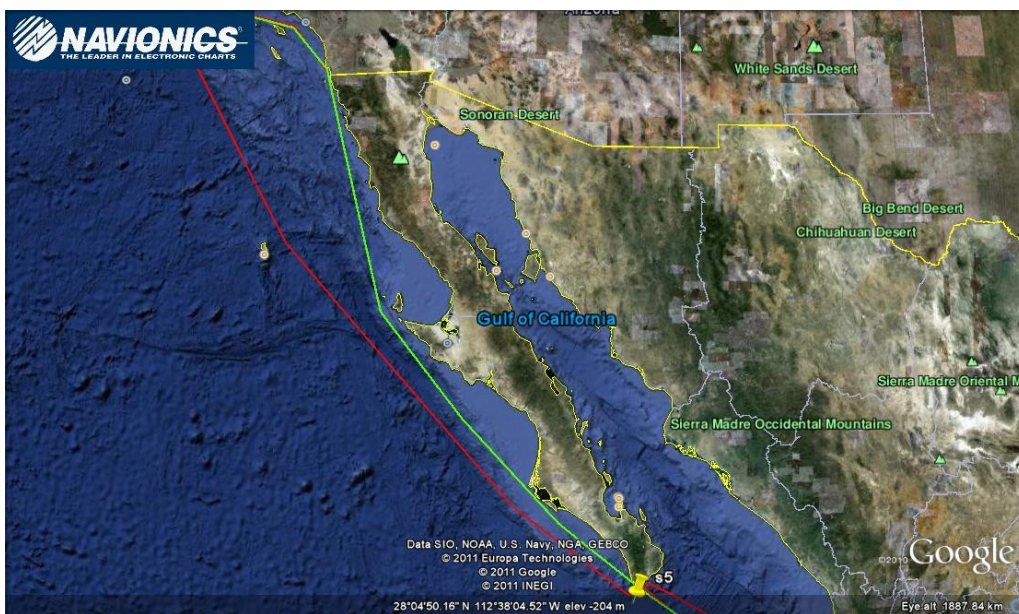 NAVIONICS®
THE LEADER IN ELECTRONIC CHARTS
Arizona
White Sands Desert
Sonoran Desert
Big Bend Desert
Chihuahuan Desert
Gulf of California
Sierra Madre Oriental M
Sierra Madre Occidental Mountains
Data SIO, NOAA, U.S. Navy, NGA, GEBCO
© 2011 Europa Technologies
© 2011 Google
© 2011 INEGI
s5
©2010 Google
28°04'50.16" N 112°38'04.52" W elev -204 m
Eye alt 1887.84 km